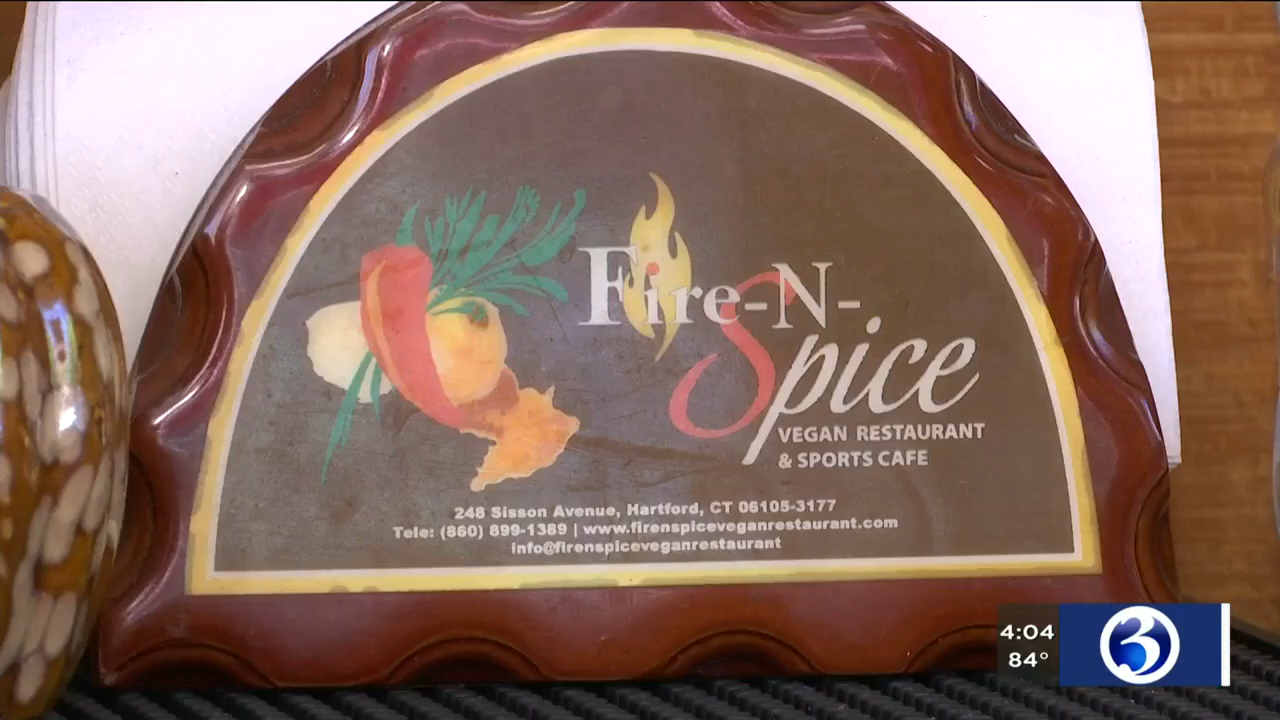 Fire-N-
Spice
VEGAN RESTAURANT
& SPORTS CAFE
248 Sisson Avenue, Hartford, CT 06105-3177
Tele: (860) 899-1389 | www.firenspiceveganrestaurant.com
info@firenspiceveganrestaurant
4:04
84°
3